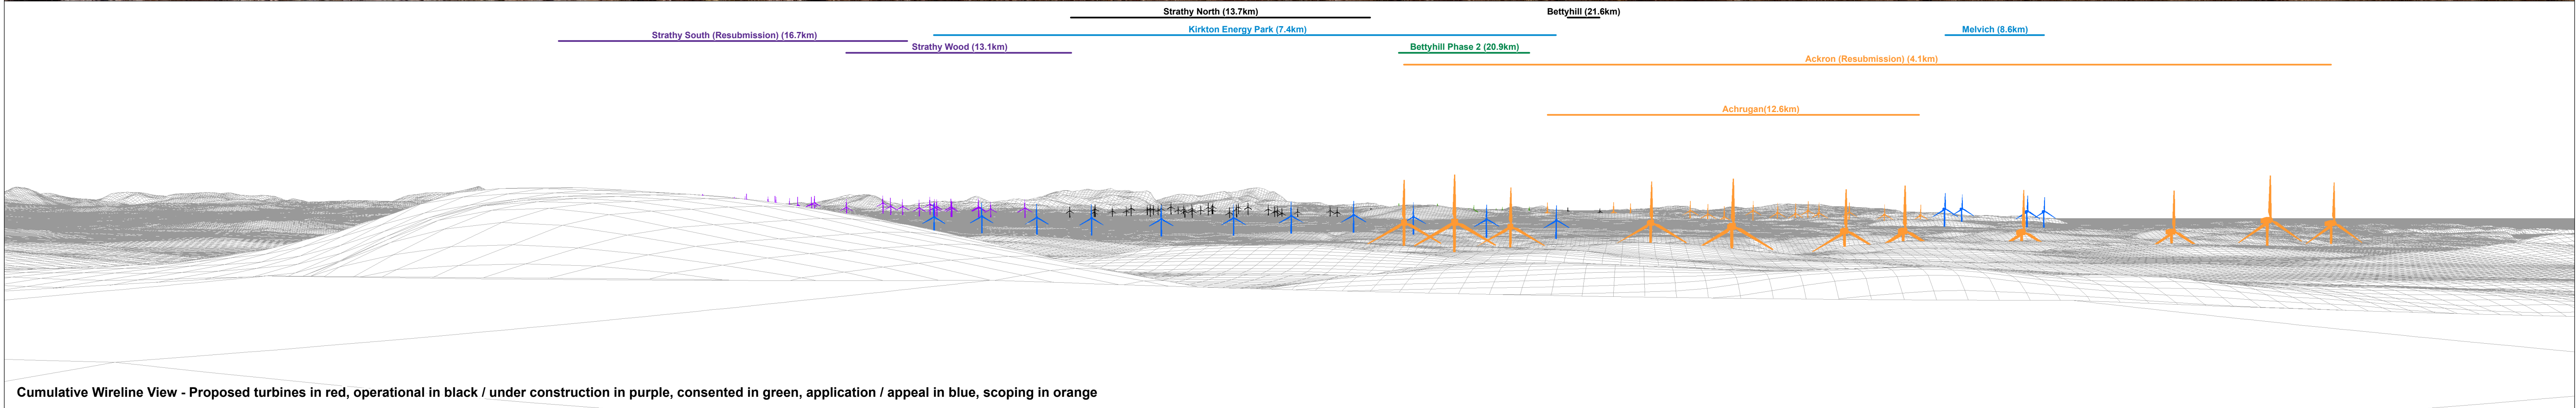 Strathy North (13.7km)
Bettyhill (21.6km)
Kirkton Energy Park (7.4km)
Melvich (8.6km)
Strathy South (Resubmission) (16.7km)
Strathy Wood (13.1km)
Bettyhill Phase 2 (20.9km)
Ackron (Resubmission) (4.1km)
Achrugan(12.6km)
Cumulative Wireline View - Proposed turbines in red, operational in black / under construction in purple, consented in green, application / appeal in blue, scoping in orange